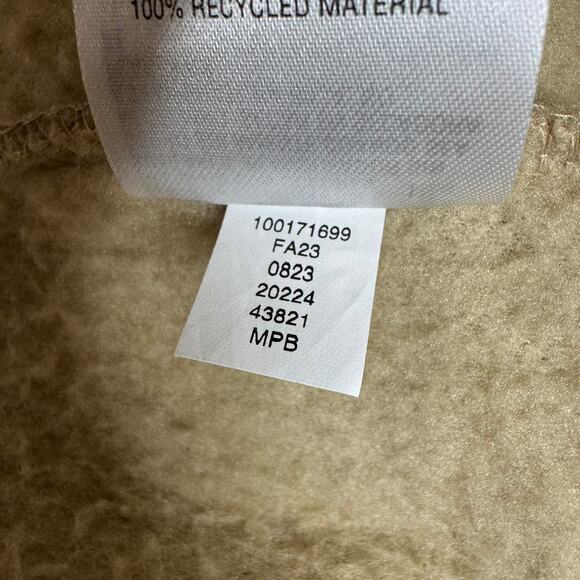 100% RECYCLED MATERIAL
100171699
FA23
0823
20224
43821
MPB